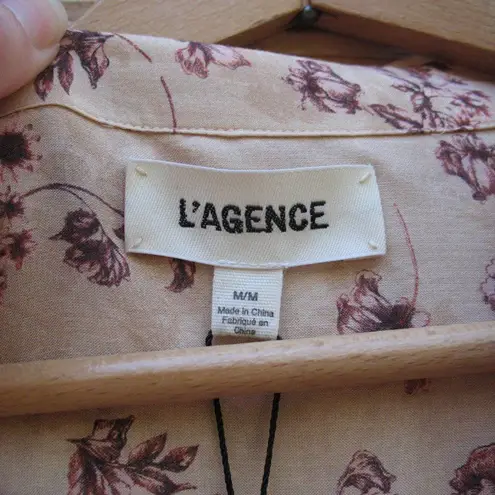 L'AGENCE
M/M
Made in China
Fabriqué en
Chine